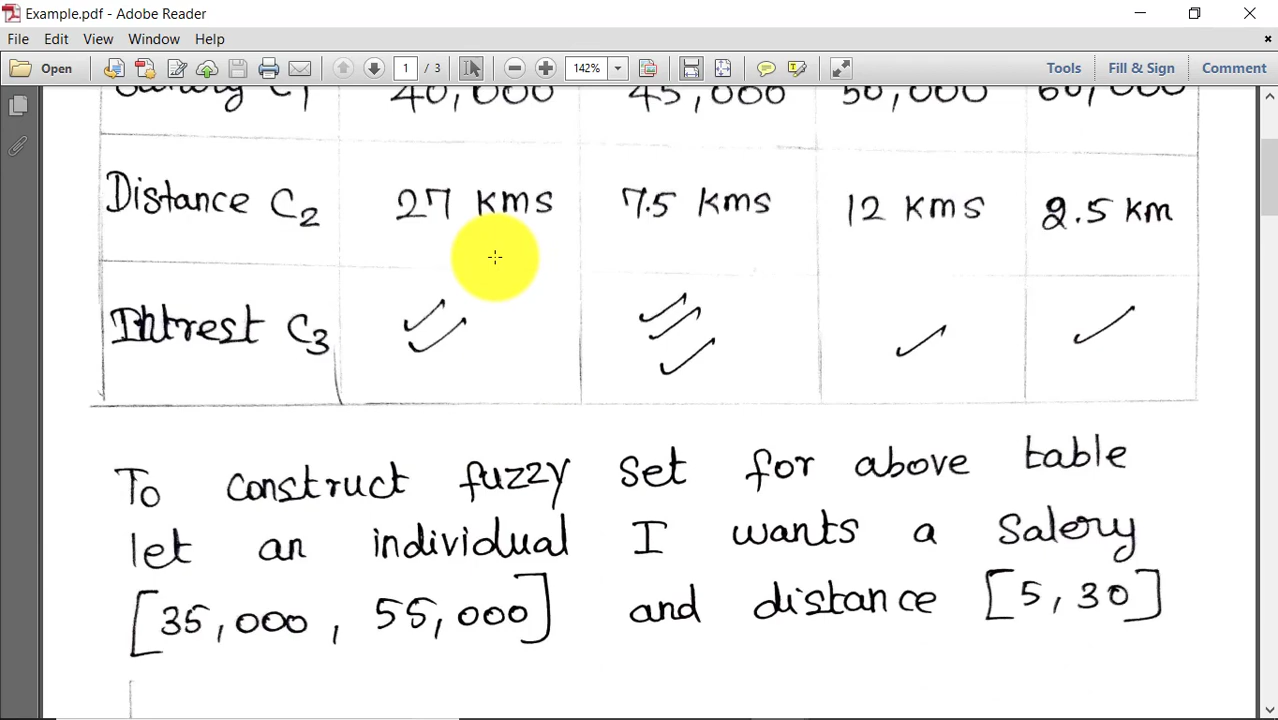 Example.pdf - Adobe Reader
File Edit View Window Help
Open 1 / 3 142% Tools Fill & Sign Comment
C1 40,000 45,000 50,000 60,000
Distance C2 27 kms 7.5 kms 12 kms 2.5 km
Intrest C3
To construct fuzzy set for above table
let an individual I wants a Salery
[35,000, 55,000] and distance [5, 30]